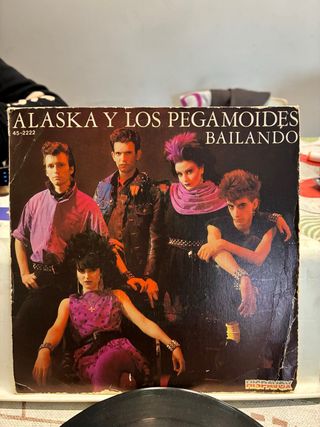 ALASKA Y LOS PEGAMOIDES
45-2222
BAILANDO
HISPAVOX